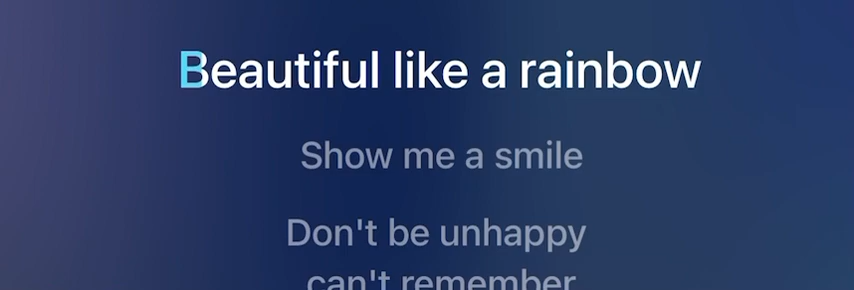 Beautiful like a rainbow
Show me a smile
Don't be unhappy
can't remember